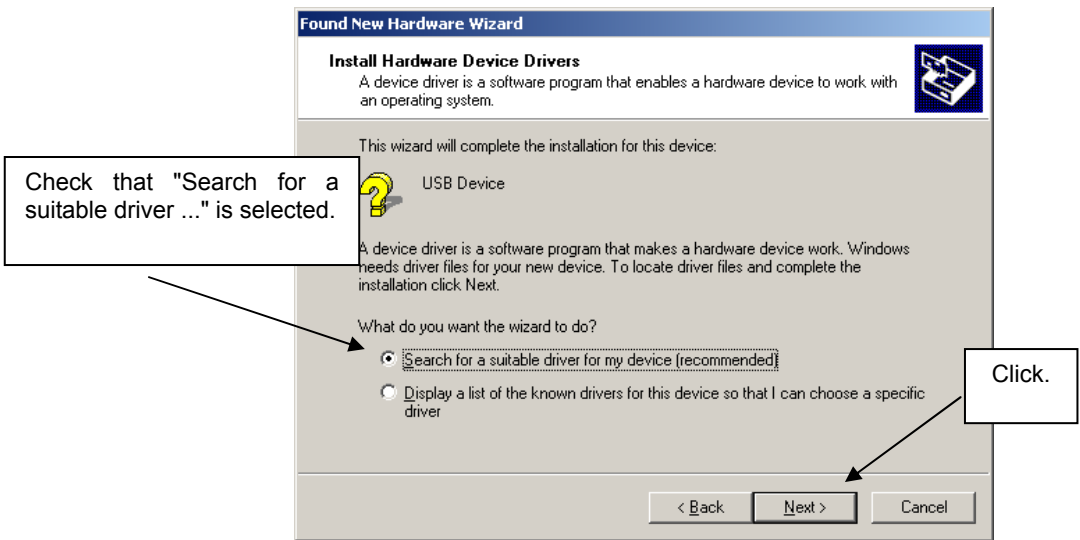 Found New Hardware Wizard
Install Hardware Device Drivers
A device driver is a software program that enables a hardware device to work with
an operating system.
This wizard will complete the installation for this device:
Check that "Search for a
suitable driver ..." is selected.
USB Device
A device driver is a software program that makes a hardware device work. Windows
needs driver files for your new device. To locate driver files and complete the
installation click Next.
What do you want the wizard to do?
Search for a suitable driver for my device (recommended)
Display a list of the known drivers for this device so that I can choose a specific
driver
Click.
< Back
Next >
Cancel